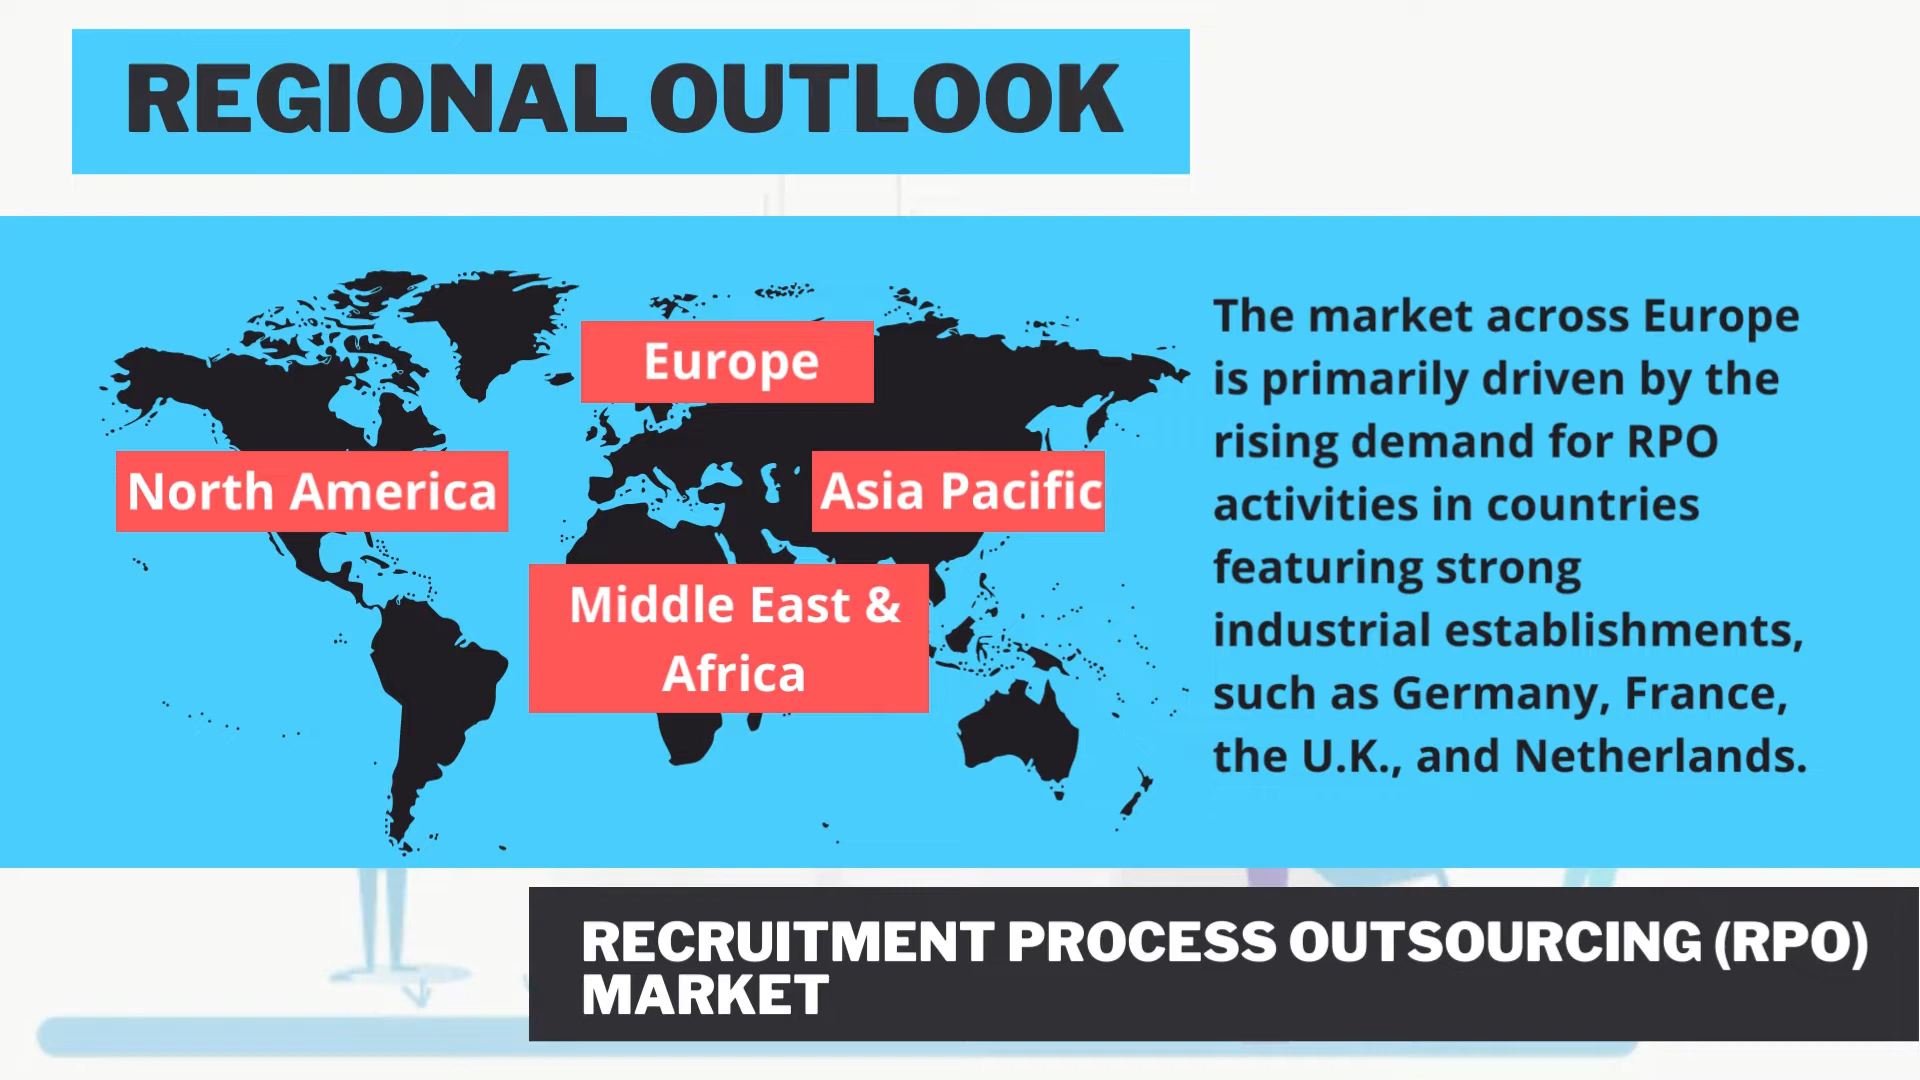 REGIONAL OUTLOOK
Europe
North America
Asia Pacific
Middle East &
Africa
The market across Europe
is primarily driven by the
rising demand for RPO
activities in countries
featuring strong
industrial establishments,
such as Germany, France,
the U.K., and Netherlands.
RECRUITMENT PROCESS OUTSOURCING (RPO)
MARKET